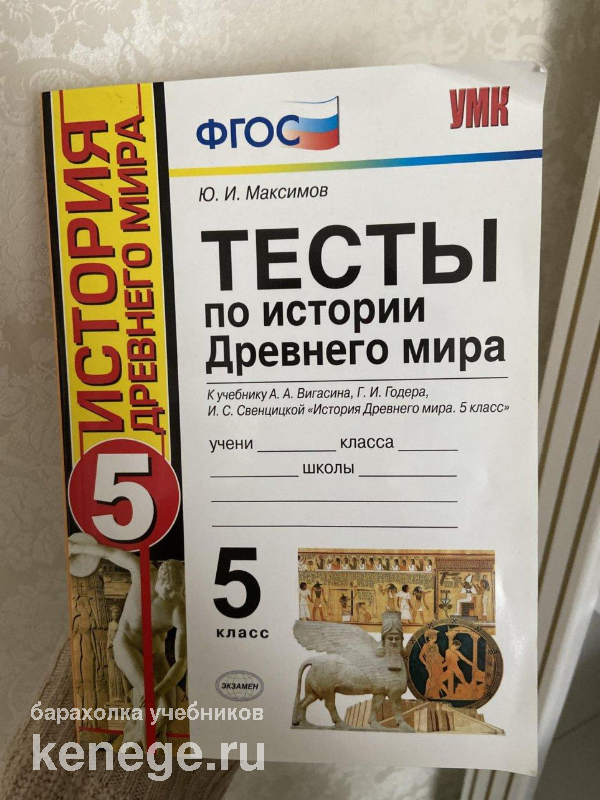 ФГОС
УМК
Ю. И. Максимов
ТЕСТЫ
по истории
Древнего мира
К учебнику А. А. Вигасина, Г. И. Годера,
И. С. Свенцицкой «История Древнего мира. 5 класс»
учени класса
школы
5
класс
ЭКЗАМЕН
ИСТОРИЯ
ДРЕВНЕГО МИРА
5
барахолка учебников
kenege.ru